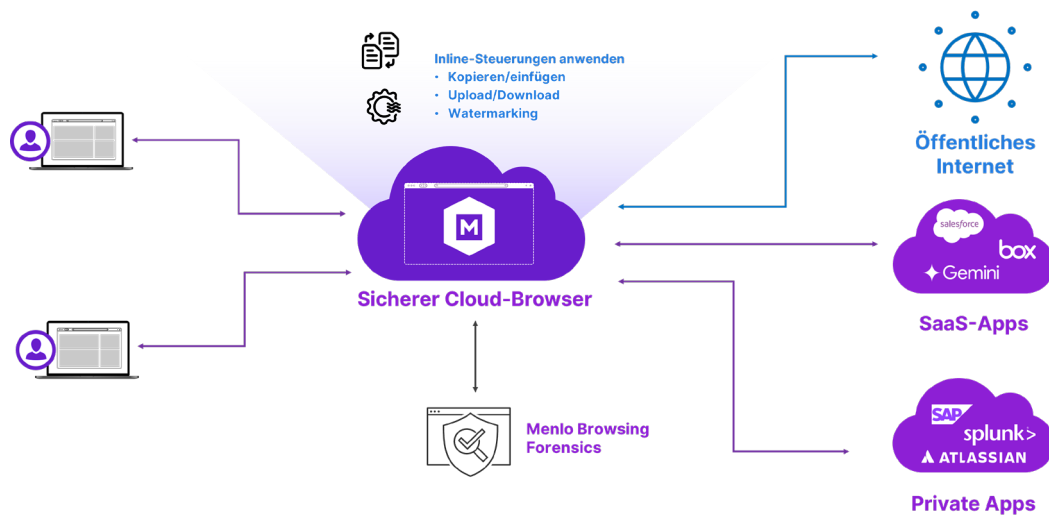 Inline-Steuerungen anwenden
• Kopieren/einfügen
• Upload/Download
• Watermarking
M
Sicherer Cloud-Browser
Menlo Browsing
Forensics
Öffentliches
Internet
salesforce
box
Gemini
SaaS-Apps
SAP
splunk>
ATLASSIAN
Private Apps